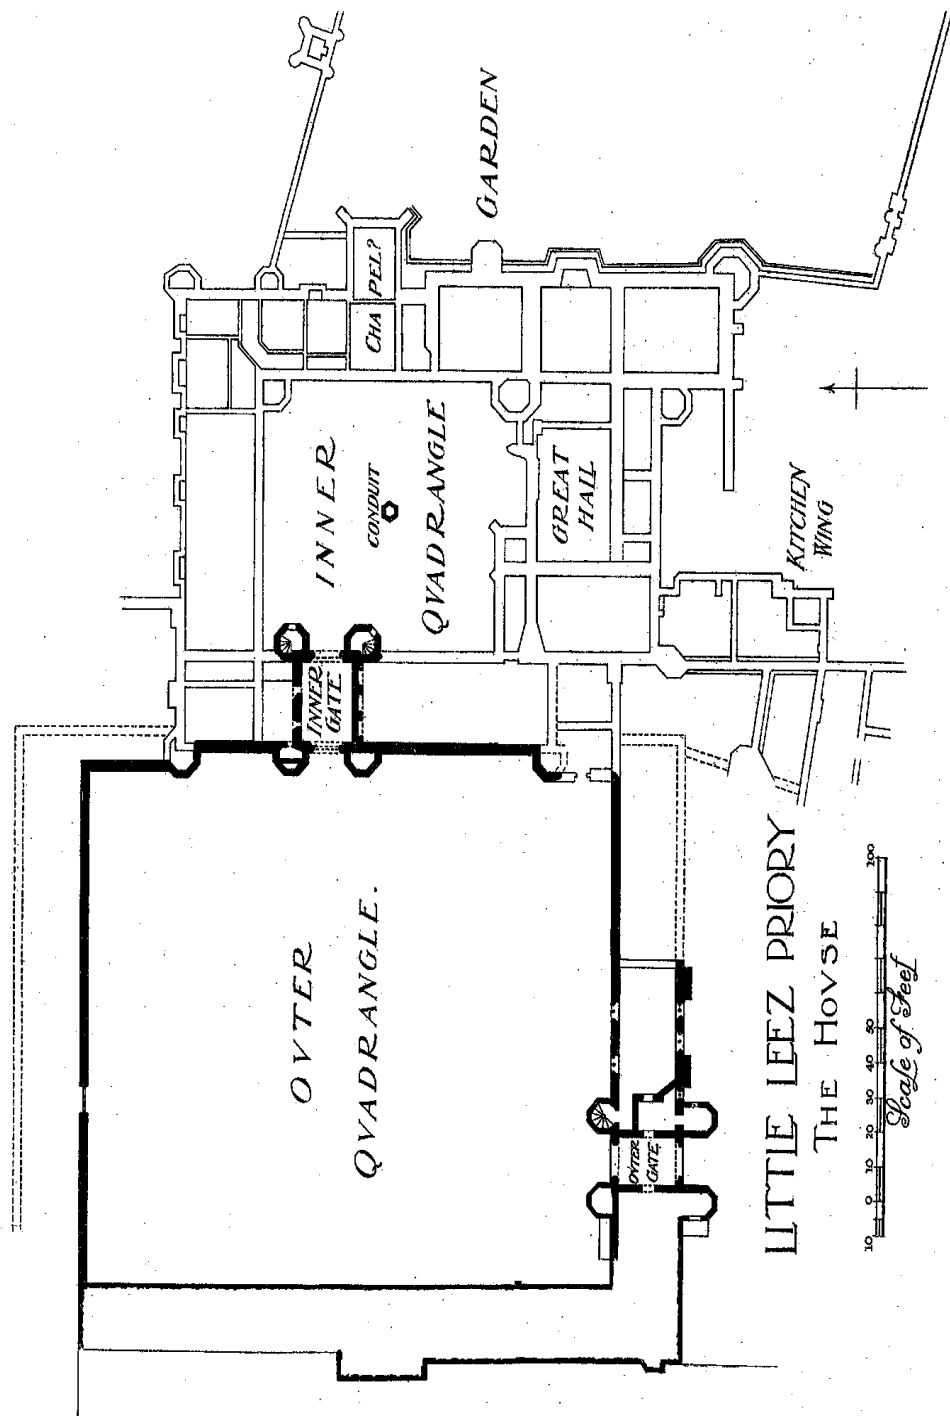 GARDEN
CHA PEL?
INNER
QVADRANGLE
CONDUIT
GREAT
HALL
KITCHEN
WING
INNER
GATE
OVTER
QVADRANGLE.
OVTER
GATE
LITTLE LEEZ PRIORY
THE HOVSE
10 0 10 20 30 40 50 100
Scale of Feet